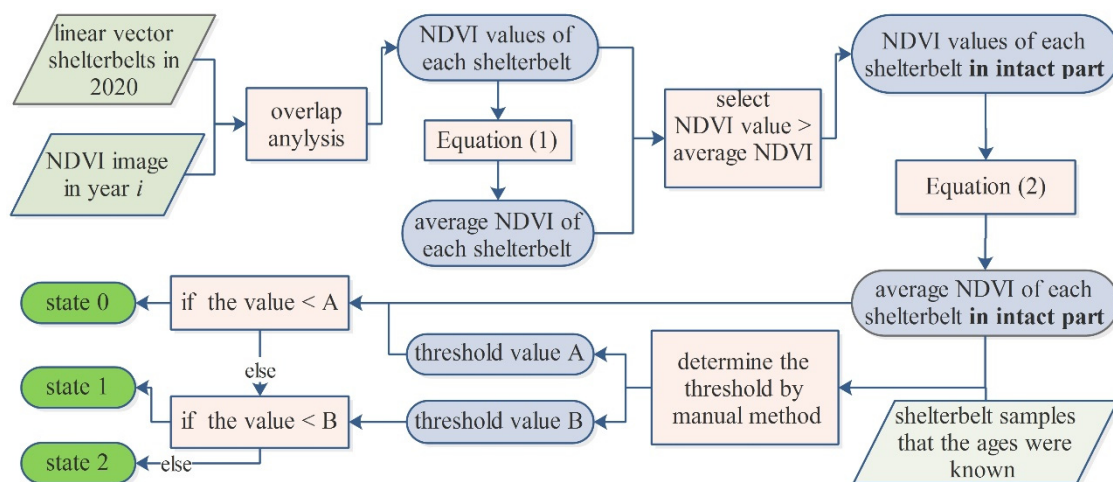 linear vector
shelterbelts in
2020
NDVI image
in year i
overlap
anylysis
NDVI values of
each shelterbelt
Equation (1)
average NDVI of
each shelterbelt
select
NDVI value >
average NDVI
NDVI values of each
shelterbelt in intact part
Equation (2)
average NDVI of each
shelterbelt in intact part
shelterbelt samples
that the ages were
known
determine the
threshold by
manual method
threshold value A
threshold value B
if the value < A
else
if the value < B
else
state 0
state 1
state 2